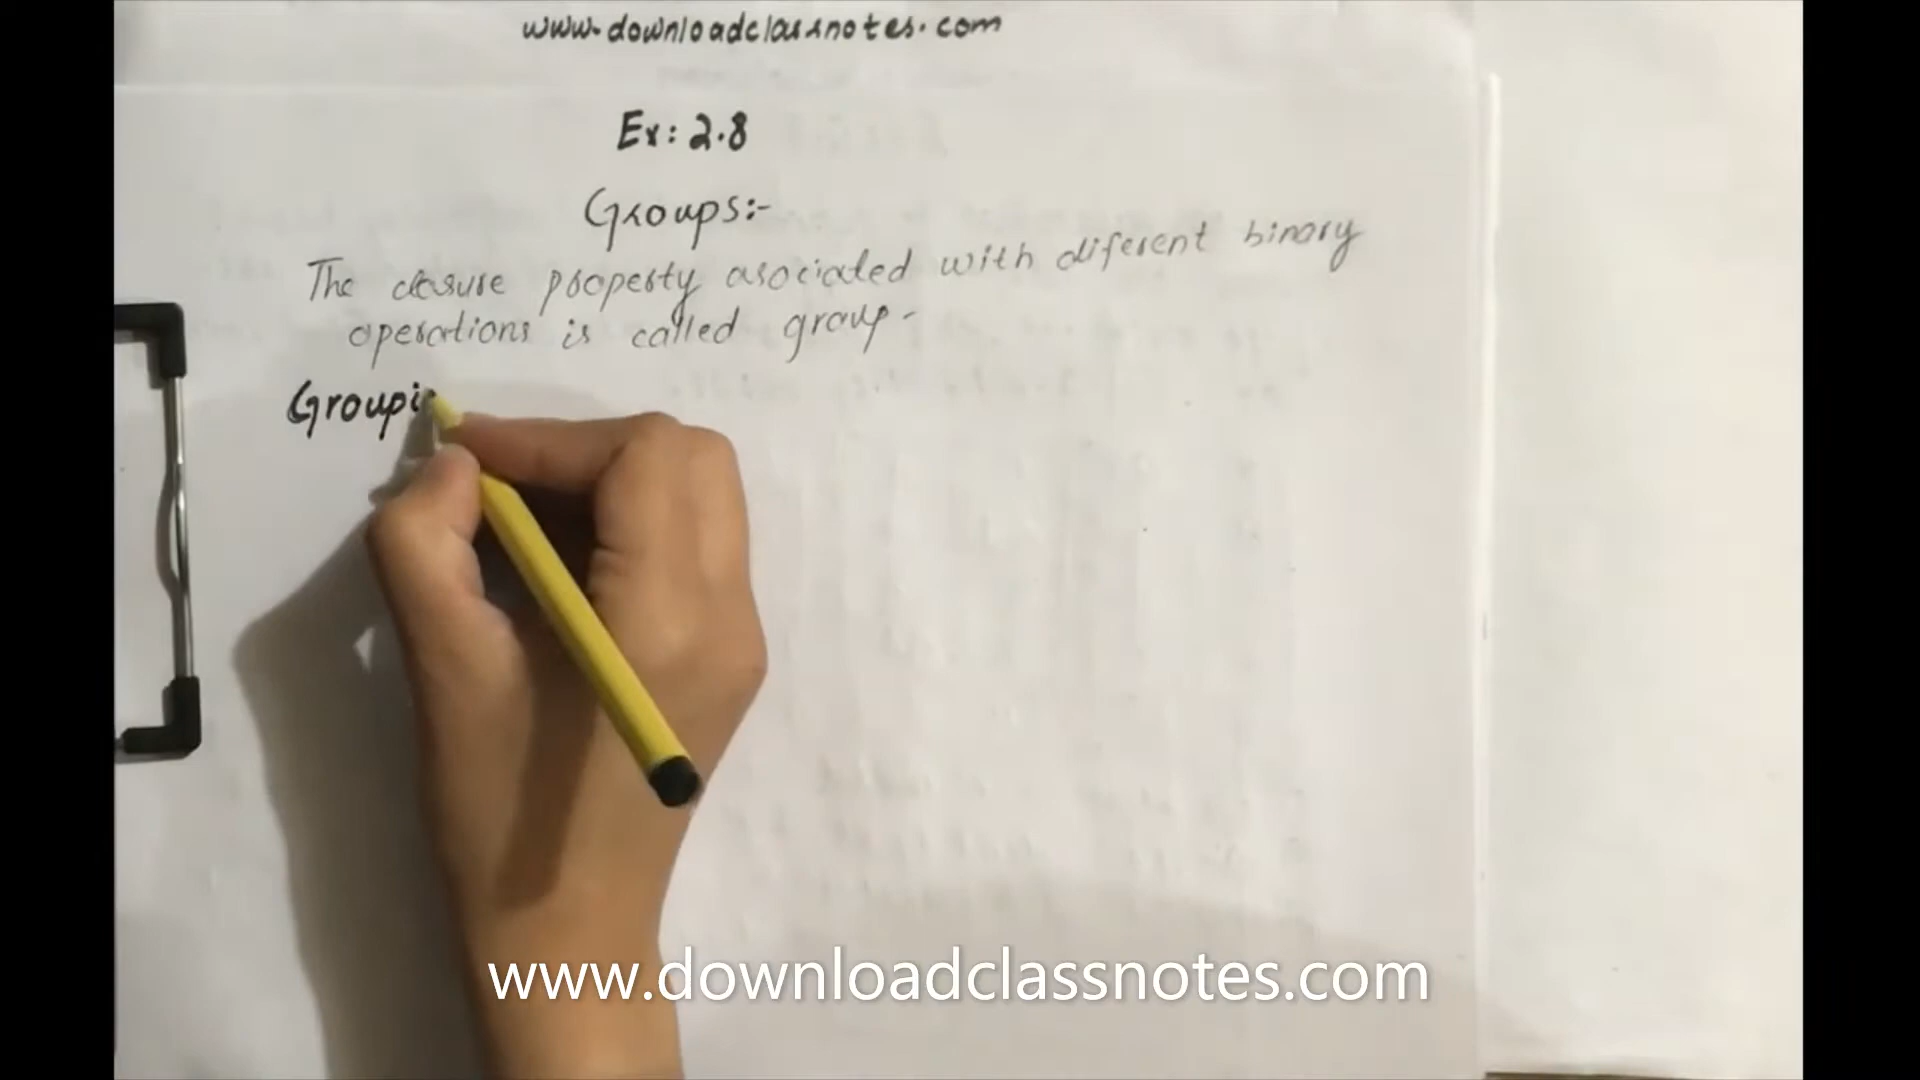 www.downloadclassnotes.com
Ex: 2.8
Groups:-
The closure property asociated with diferent binary
operations is called group-
Groupi
www.downloadclassnotes.com